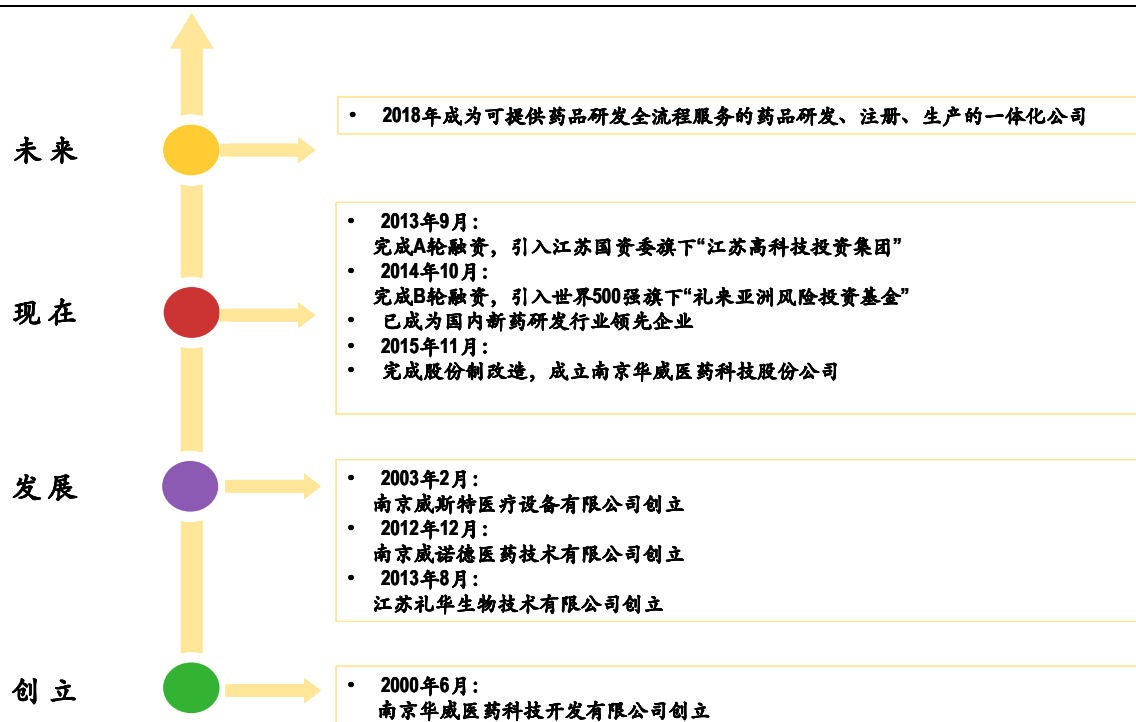 未来
• 2018年成为可提供药品研发全流程服务的药品研发、注册、生产的一体化公司
现在
• 2013年9月：
完成A轮融资，引入江苏国资委旗下“江苏高科技投资集团”
• 2014年10月：
完成B轮融资，引入世界500强旗下“礼来亚洲风险投资基金”
• 已成为国内新药研发行业领先企业
• 2015年11月：
• 完成股份制改造，成立南京华威医药科技股份公司
发展
• 2003年2月：
南京威斯特医疗设备有限公司创立
• 2012年12月：
南京威诺德医药技术有限公司创立
• 2013年8月：
江苏礼华生物技术有限公司创立
创立
• 2000年6月：
南京华威医药科技开发有限公司创立